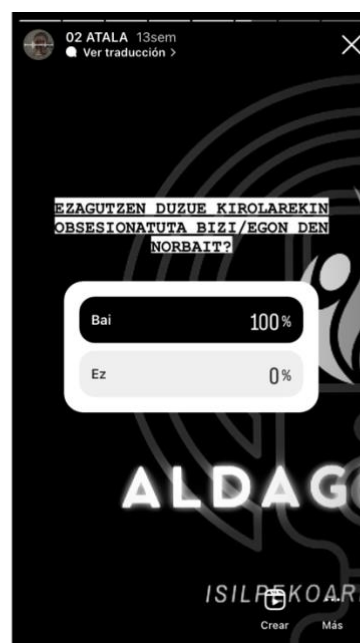 02 ATALA 13sem
Ver traducción >
EZAGUTZEN DUZUE KIROLAREKIN
OBSESIONATUTA BIZI/EGON DEN
NORBAIT?
Bai 100%
Ez 0%
ALDAG
Crear Más